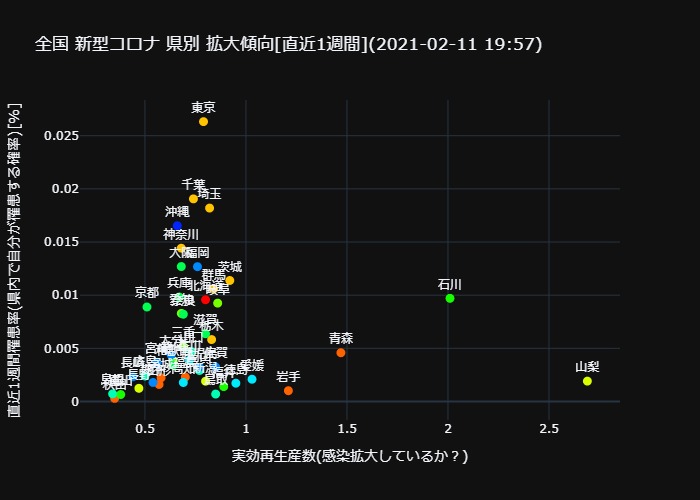 全国 新型コロナ 県別 拡大傾向[直近1週間](2021-02-11 19:57)
直近1週間罹患率(県内で自分が罹患する確率)[%]
0.025
0.02
0.015
0.01
0.005
0
東京
千葉
埼玉
沖縄
神奈川
大阪
福岡
茨城
群馬
兵庫
北海道
岐阜
京都
石川
滋賀
栃木
三重
青森
愛媛
岩手
山梨
高知
鳥取
秋田
0.5
1
1.5
2
2.5
実効再生産数(感染拡大しているか？)